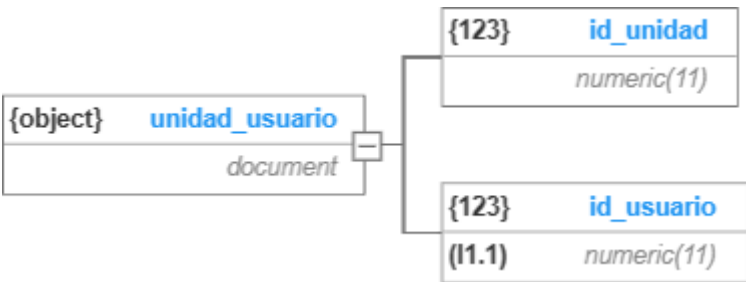 {123} id_unidad
numeric(11)
{object} unidad_usuario
document
{123} id_usuario
(I1.1) numeric(11)